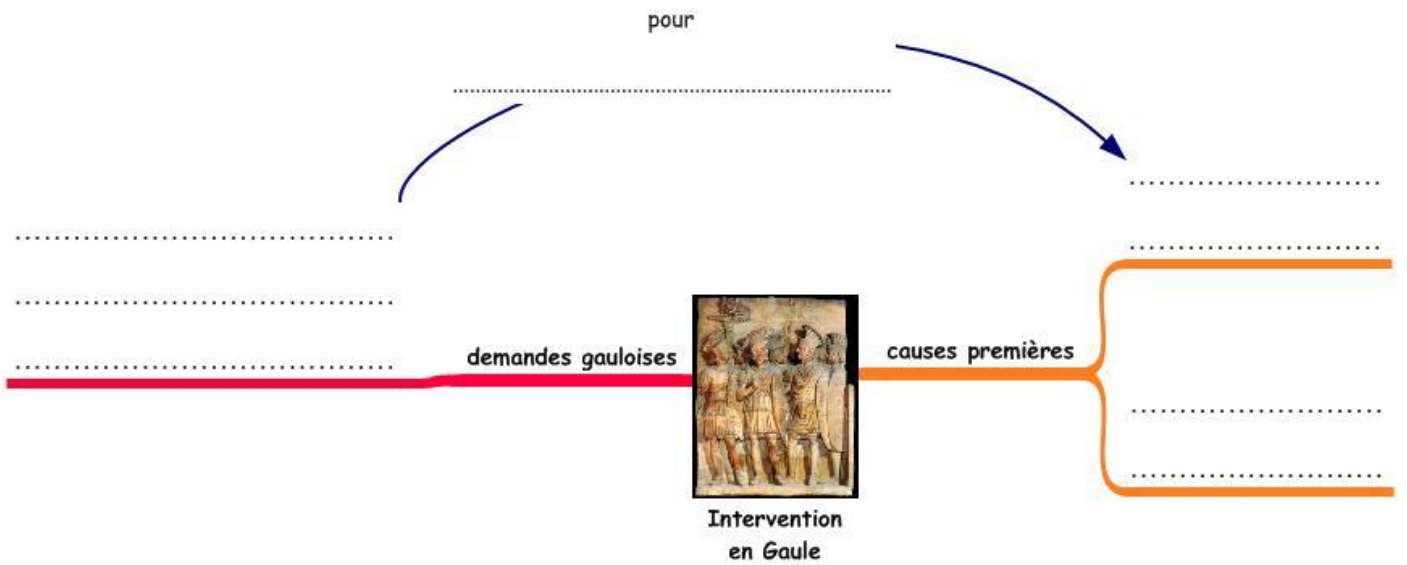 pour
demandes gauloises
causes premières
Intervention
en Gaule